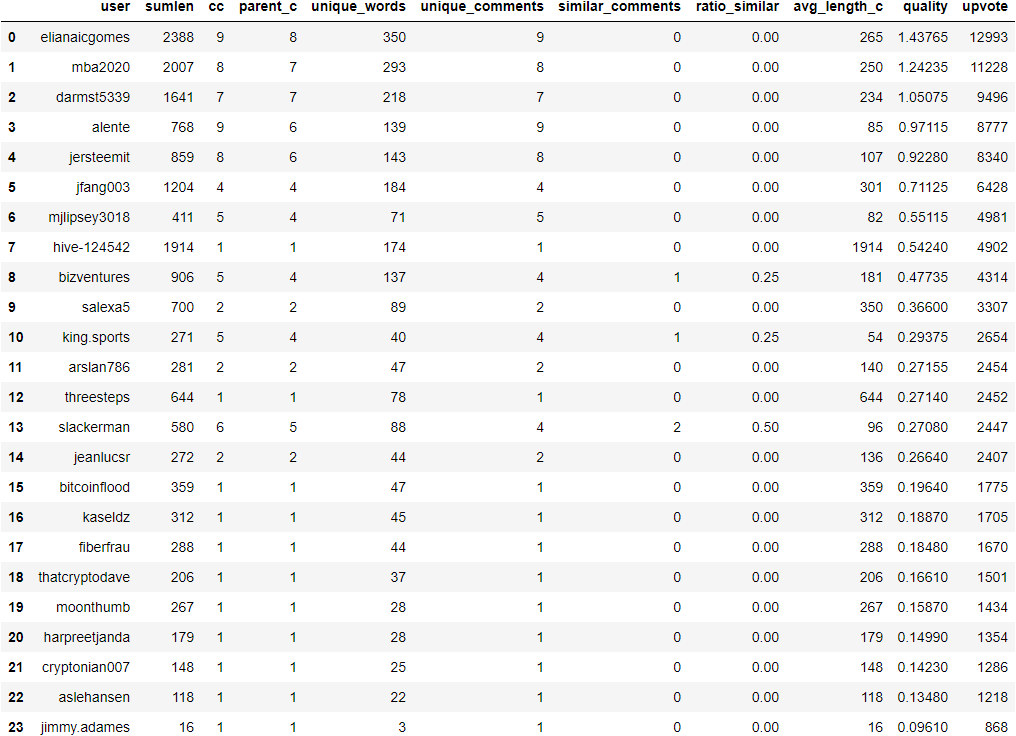 user sumlen cc parent_c unique_words unique_comments similar_comments ratio_similar avg_length_c quality upvote
0 elianaicgomes 2388 9 8 350 9 0 0.00 265 1.43765 12993
1 mba2020 2007 8 7 293 8 0 0.00 250 1.24235 11228
2 darmst5339 1641 7 7 218 7 0 0.00 234 1.05075 9496
3 alente 768 9 6 139 9 0 0.00 85 0.97115 8777
4 jersteemit 859 8 6 143 8 0 0.00 107 0.92280 8340
5 jfang003 1204 4 4 184 4 0 0.00 301 0.71125 6428
6 mjlipsey3018 411 5 4 71 5 0 0.00 82 0.55115 4981
7 hive-124542 1914 1 1 174 1 0 0.00 1914 0.54240 4902
8 bizventures 906 5 4 137 4 1 0.25 181 0.47735 4314
9 salexa5 700 2 2 89 2 0 0.00 350 0.36600 3307
10 king.sports 271 5 4 40 4 1 0.25 54 0.29375 2654
11 arslan786 281 2 2 47 2 0 0.00 140 0.27155 2454
12 threesteps 644 1 1 78 1 0 0.00 644 0.27140 2452
13 slackerman 580 6 5 88 4 2 0.50 96 0.27080 2447
14 jeanlucsr 272 2 2 44 2 0 0.00 136 0.26640 2407
15 bitcoinflood 359 1 1 47 1 0 0.00 359 0.19640 1775
16 kaseldz 312 1 1 45 1 0 0.00 312 0.18870 1705
17 fiberfrau 288 1 1 44 1 0 0.00 288 0.18480 1670
18 thatcryptodave 206 1 1 37 1 0 0.00 206 0.16610 1501
19 moonthumb 267 1 1 28 1 0 0.00 267 0.15870 1434
20 harpreetjanda 179 1 1 28 1 0 0.00 179 0.14990 1354
21 cryptonian007 148 1 1 25 1 0 0.00 148 0.14230 1286
22 aslehansen 118 1 1 22 1 0 0.00 118 0.13480 1218
23 jimmy.adames 16 1 1 3 1 0 0.00 16 0.09610 868